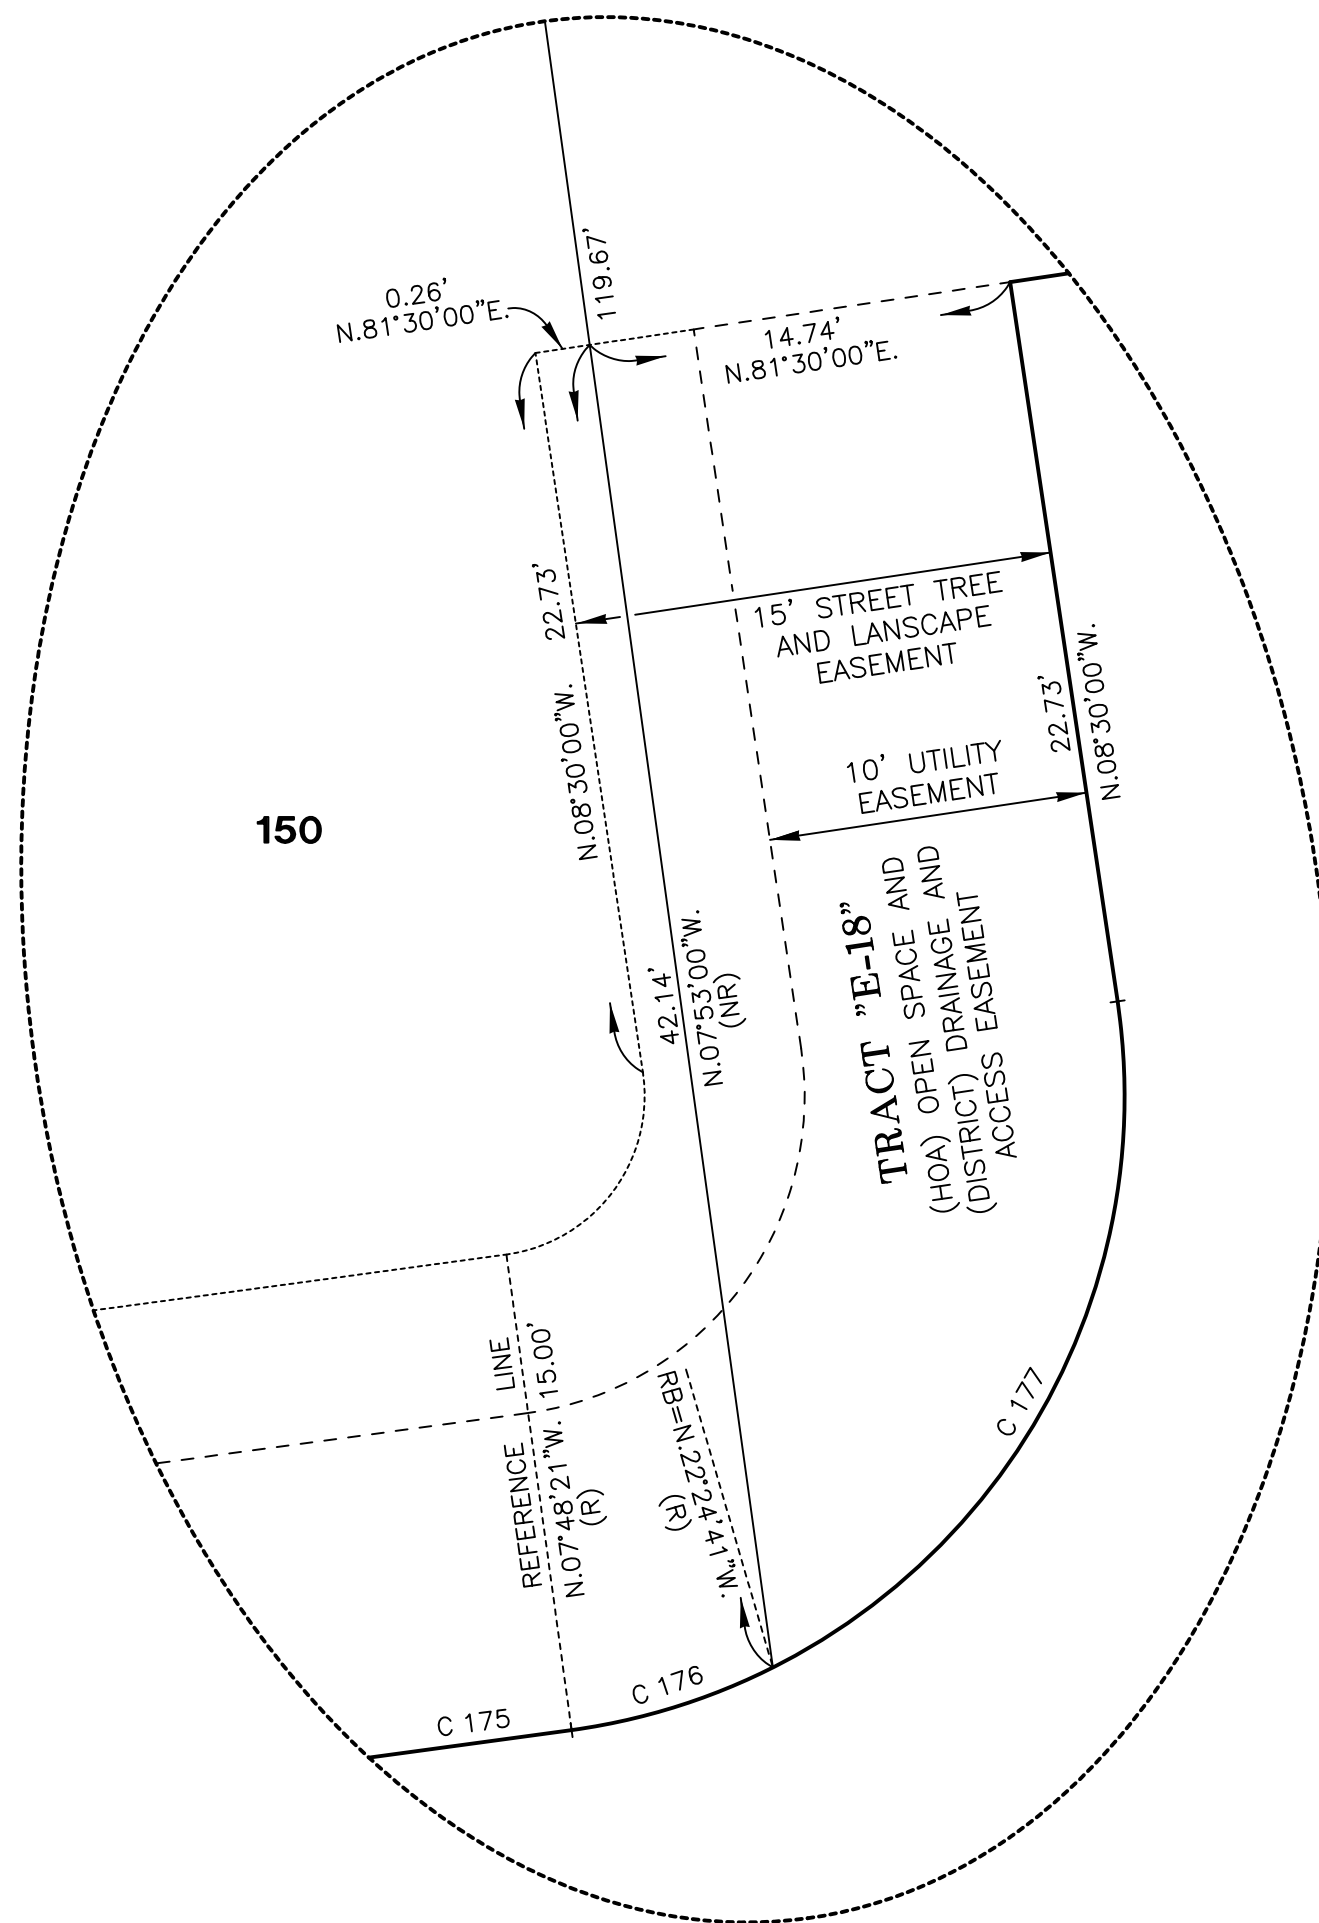 119.67'
0.26'
N.81°30'00"E.
14.74'
N.81°30'00"E.
22.73'
N.08°30'00"W.
15' STREET TREE
AND LANSCAPE
EASEMENT
22.73'
N.08°30'00"W.
10' UTILITY
EASEMENT
150
42.14'
N.07°53'00"W.
(NR)
TRACT "E-18"
(HOA) OPEN SPACE AND
(DISTRICT) DRAINAGE AND
ACCESS EASEMENT
REFERENCE LINE
N.07°48'21"W. 15.00'
(R)
RB=N.22°24'41"W.
(R)
C 177
C 176
C 175